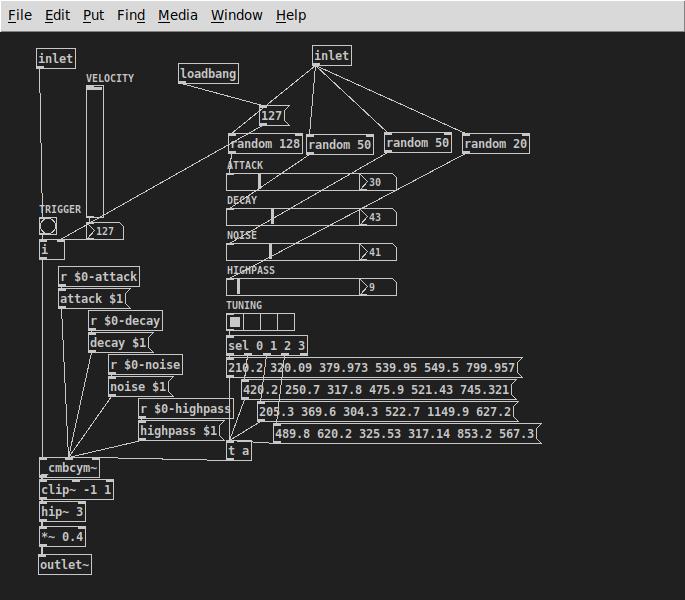 File Edit Put Find Media Window Help
inlet
inlet
loadbang
VELOCITY
127
random 128
random 50
random 50
random 20
ATTACK
30
DECAY
43
TRIGGER
127
NOISE
i
41
HIGHPASS
r $0-attack
9
attack $1
TUNING
r $0-decay
decay $1
sel 0 1 2 3
r $0-noise
210.2 320.09 379.973 539.95 549.5 799.957
noise $1
420.2 250.7 317.8 475.9 521.43 745.321
r $0-highpass
205.3 369.6 304.3 522.7 1149.9 627.2
highpass $1
489.8 620.2 325.53 317.14 853.2 567.3
t a
cmbcym~
clip~ -1 1
hip~ 3
*~ 0.4
outlet~